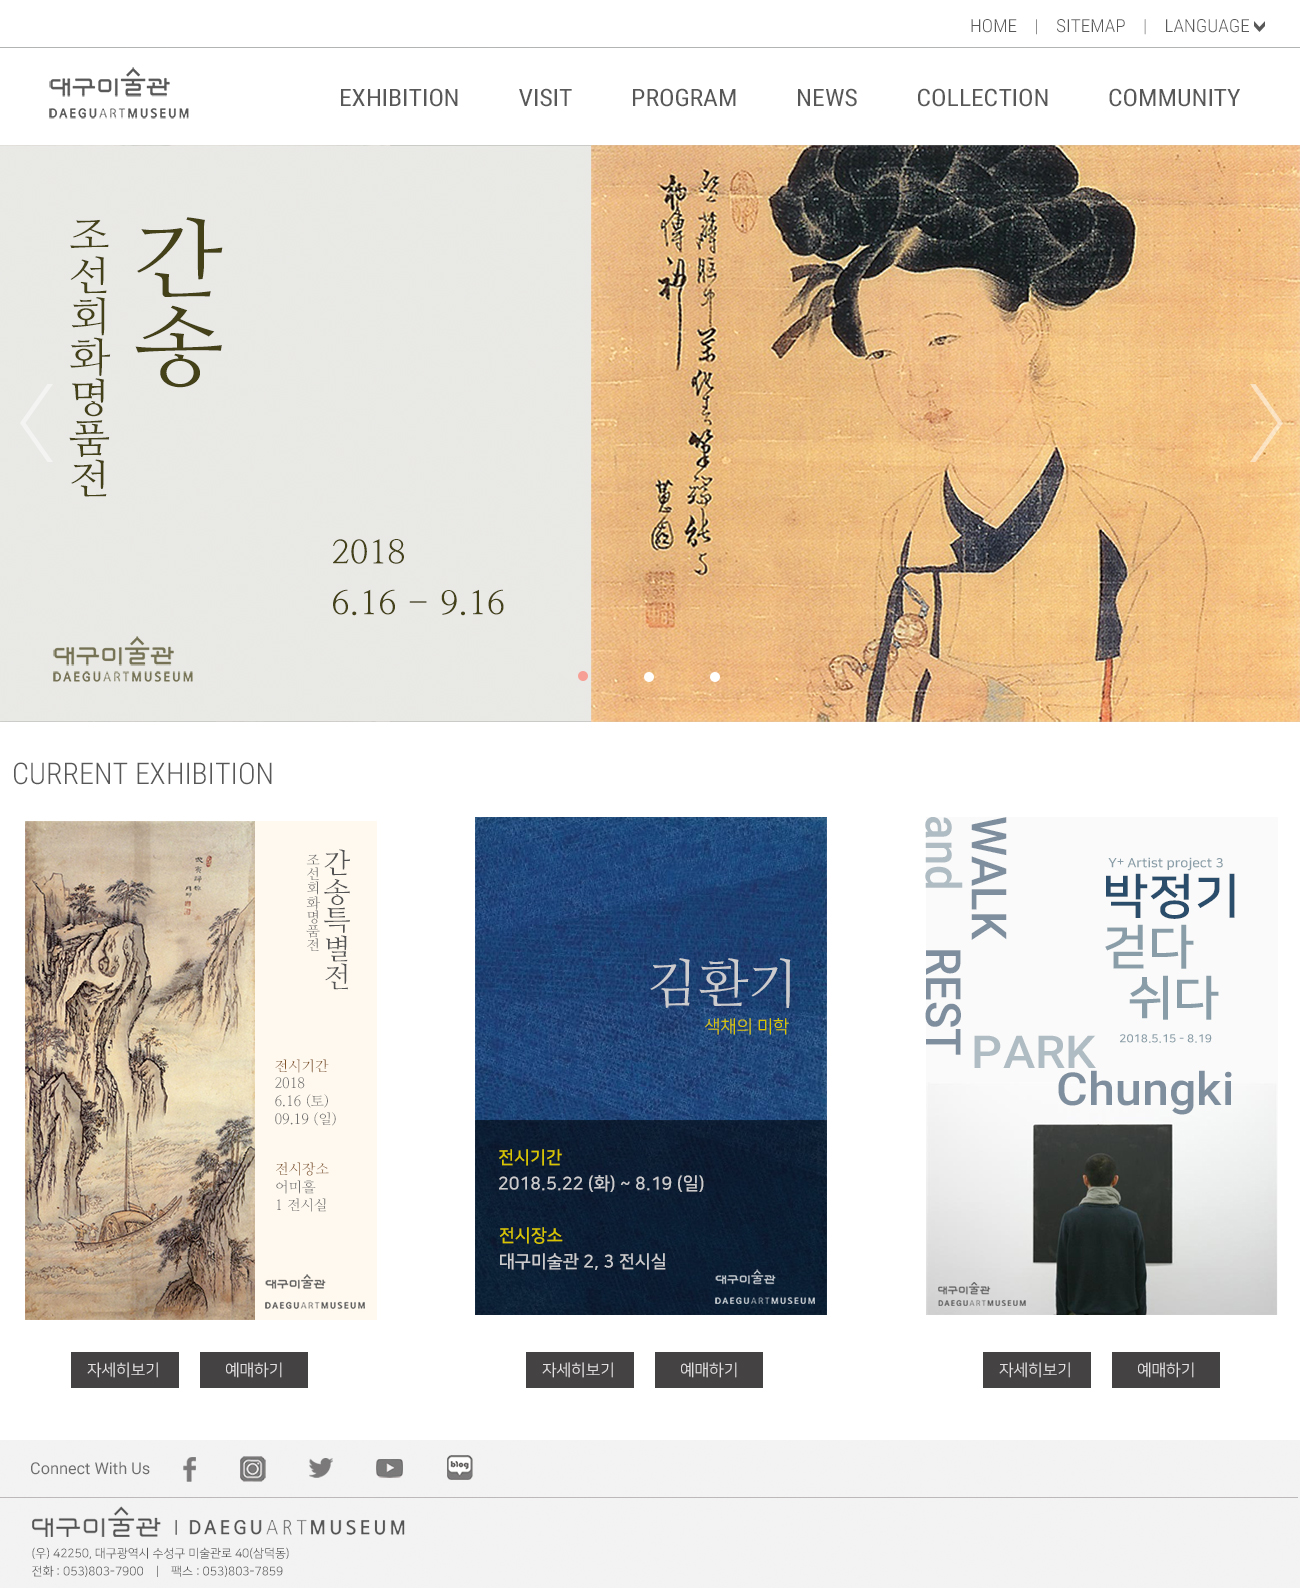 HOME | SITEMAP | LANGUAGE
대구미술관
DAEGUARTMUSEUM
EXHIBITION VISIT PROGRAM NEWS COLLECTION COMMUNITY
간송
조선회화명품전
2018
6.16 – 9.16
대구미술관
DAEGUARTMUSEUM
CURRENT EXHIBITION
간송특별전
조선회화명품전
전시기간
2018
6.16 (토)
09.19 (일)
전시장소
어미홀
1 전시실
대구미술관
DAEGUARTMUSEUM
김환기
색채의 미학
전시기간
2018.5.22 (화) ~ 8.19 (일)
전시장소
대구미술관 2, 3 전시실
대구미술관
DAEGUARTMUSEUM
WALK
and
REST
PARK
Chungki
Y+ Artist project 3
박정기
걷다
쉬다
2018.5.15 - 8.19
대구미술관
DAEGUARTMUSEUM
자세히보기 예매하기
자세히보기 예매하기
자세히보기 예매하기
Connect With Us
blog
대구미술관 | DAEGUARTMUSEUM
(우) 42250, 대구광역시 수성구 미술관로 40(삼덕동)
전화 : 053)803-7900 | 팩스 : 053)803-7859